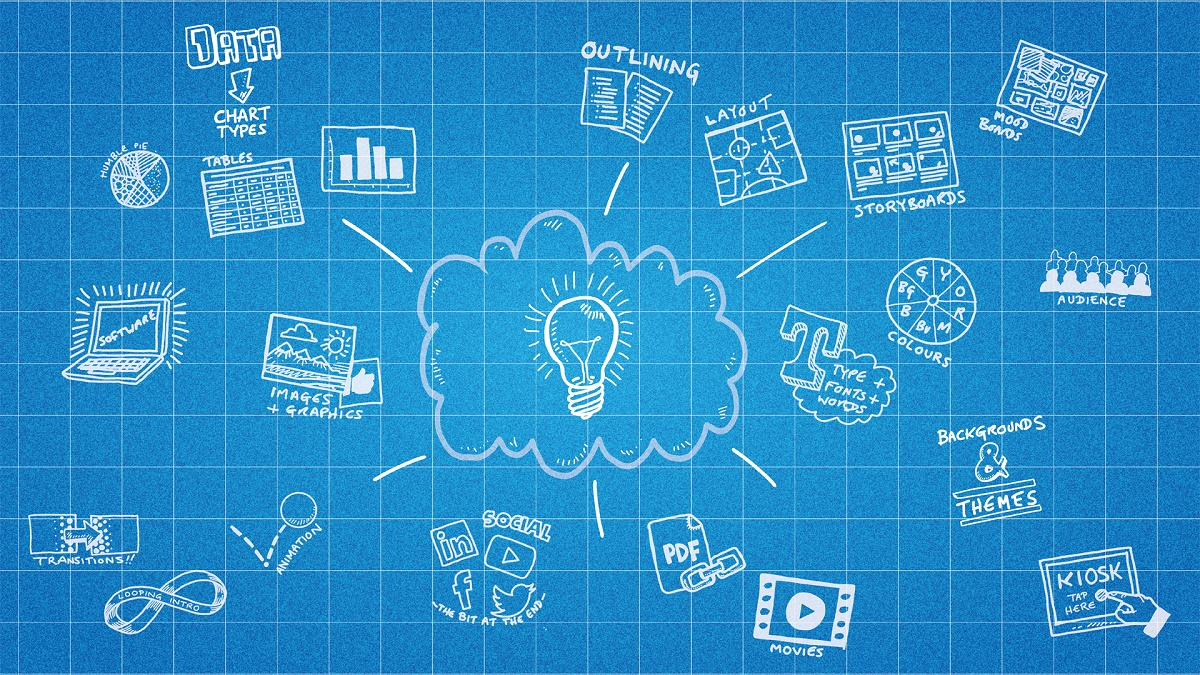 DATA
CHART
TYPES
HUMBLE PIE
TABLES
OUTLINING
LAYOUT
STORYBOARDS
MOOD
BOARDS
SOFTWARE
IMAGES
+ GRAPHICS
G Y O R M BV B BG
COLOURS
AUDIENCE
T
TYPE +
FONTS +
WORDS
BACKGROUNDS
&
THEMES
TRANSITIONS!!
LOOPING INTRO
ANIMATION
SOCIAL
in
f
-THE BIT AT THE END-
PDF
MOVIES
KIOSK
TAP
HERE